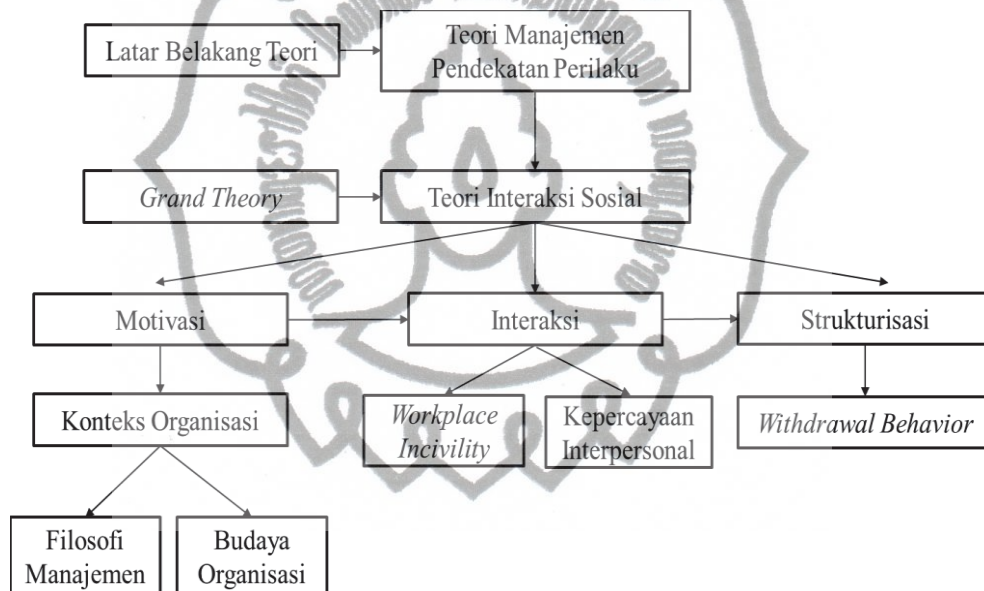 Latar Belakang Teori
Teori Manajemen
Pendekatan Perilaku
Grand Theory
Teori Interaksi Sosial
Motivasi
Interaksi
Strukturisasi
Konteks Organisasi
Workplace
Incivility
Kepercayaan
Interpersonal
Withdrawal Behavior
Filosofi
Manajemen
Budaya
Organisasi